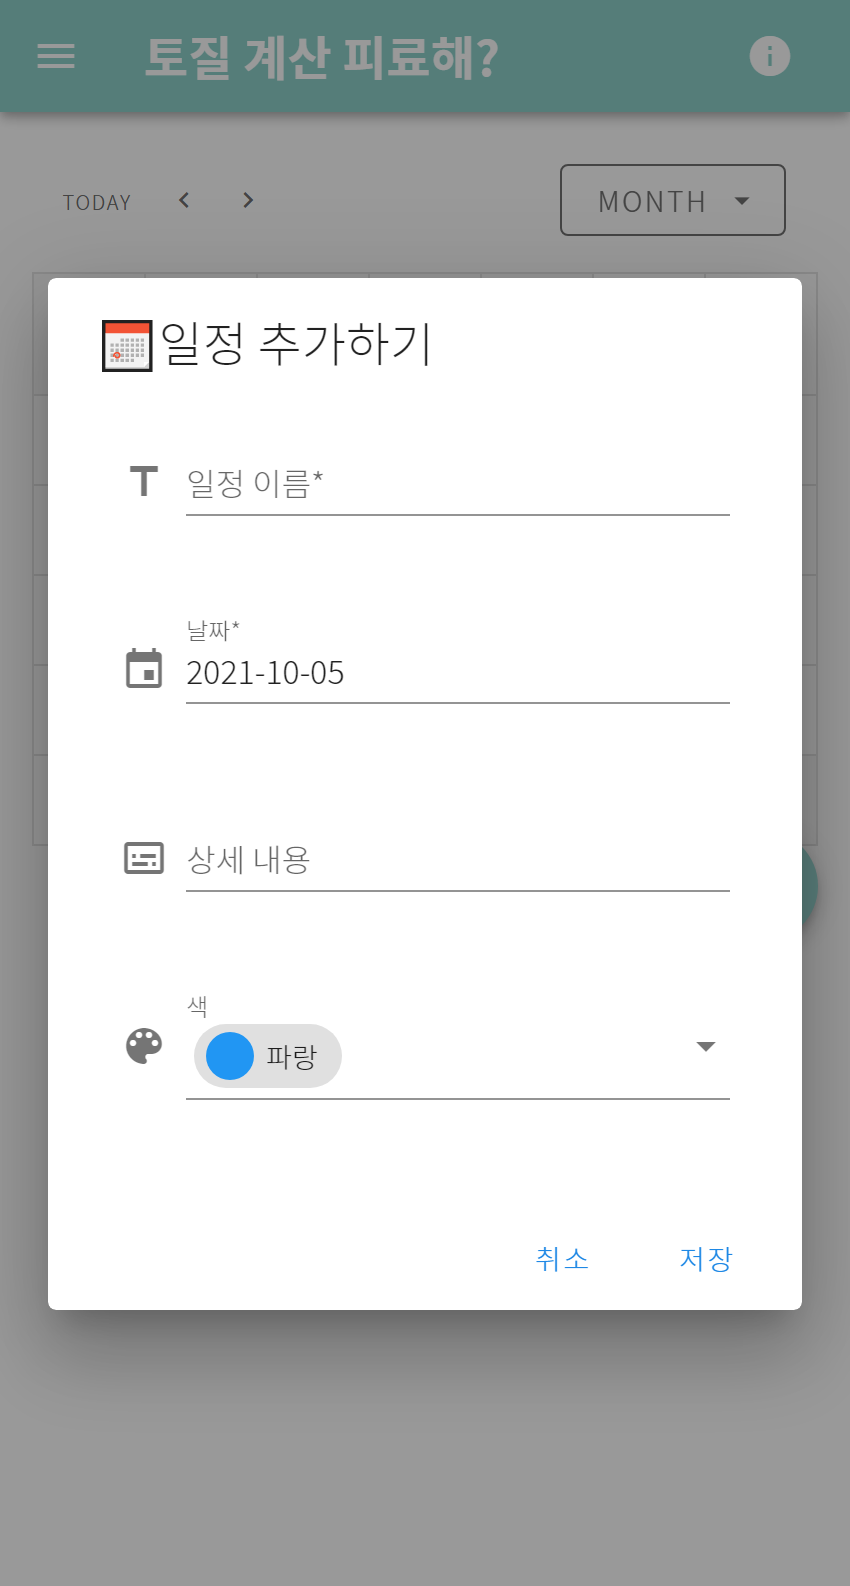 토질 계산 피료해?
TODAY
MONTH
일정 추가하기
일정 이름*
날짜*
2021-10-05
상세 내용
색
파랑
취소 저장